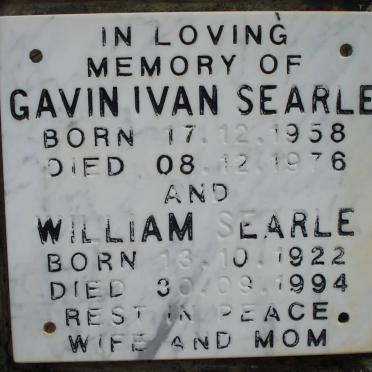 IN LOVING
MEMORY OF
GAVIN IVAN SEARLE
BORN 17.12.1958
DIED 08.12.1976
AND
WILLIAM SEARLE
BORN 13.10.1922
DIED 30.09.1994
REST IN PEACE
WIFE AND MOM